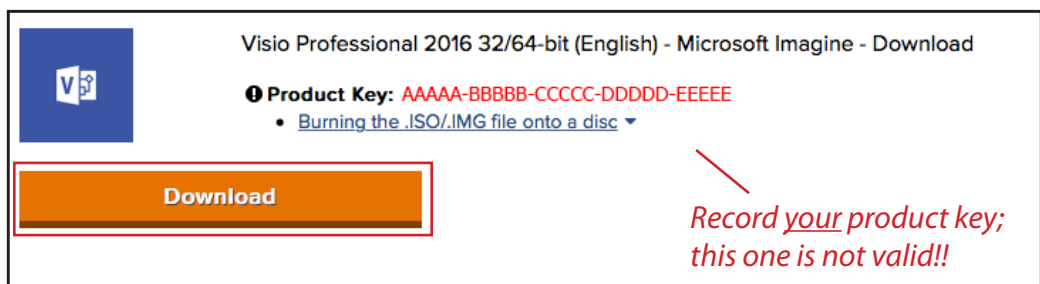 V
Visio Professional 2016 32/64-bit (English) - Microsoft Imagine - Download
Product Key: AAAAA-BBBBB-CCCCC-DDDDD-EEEEE
• Burning the .ISO/.IMG file onto a disc
Download
Record your product key;
this one is not valid!!